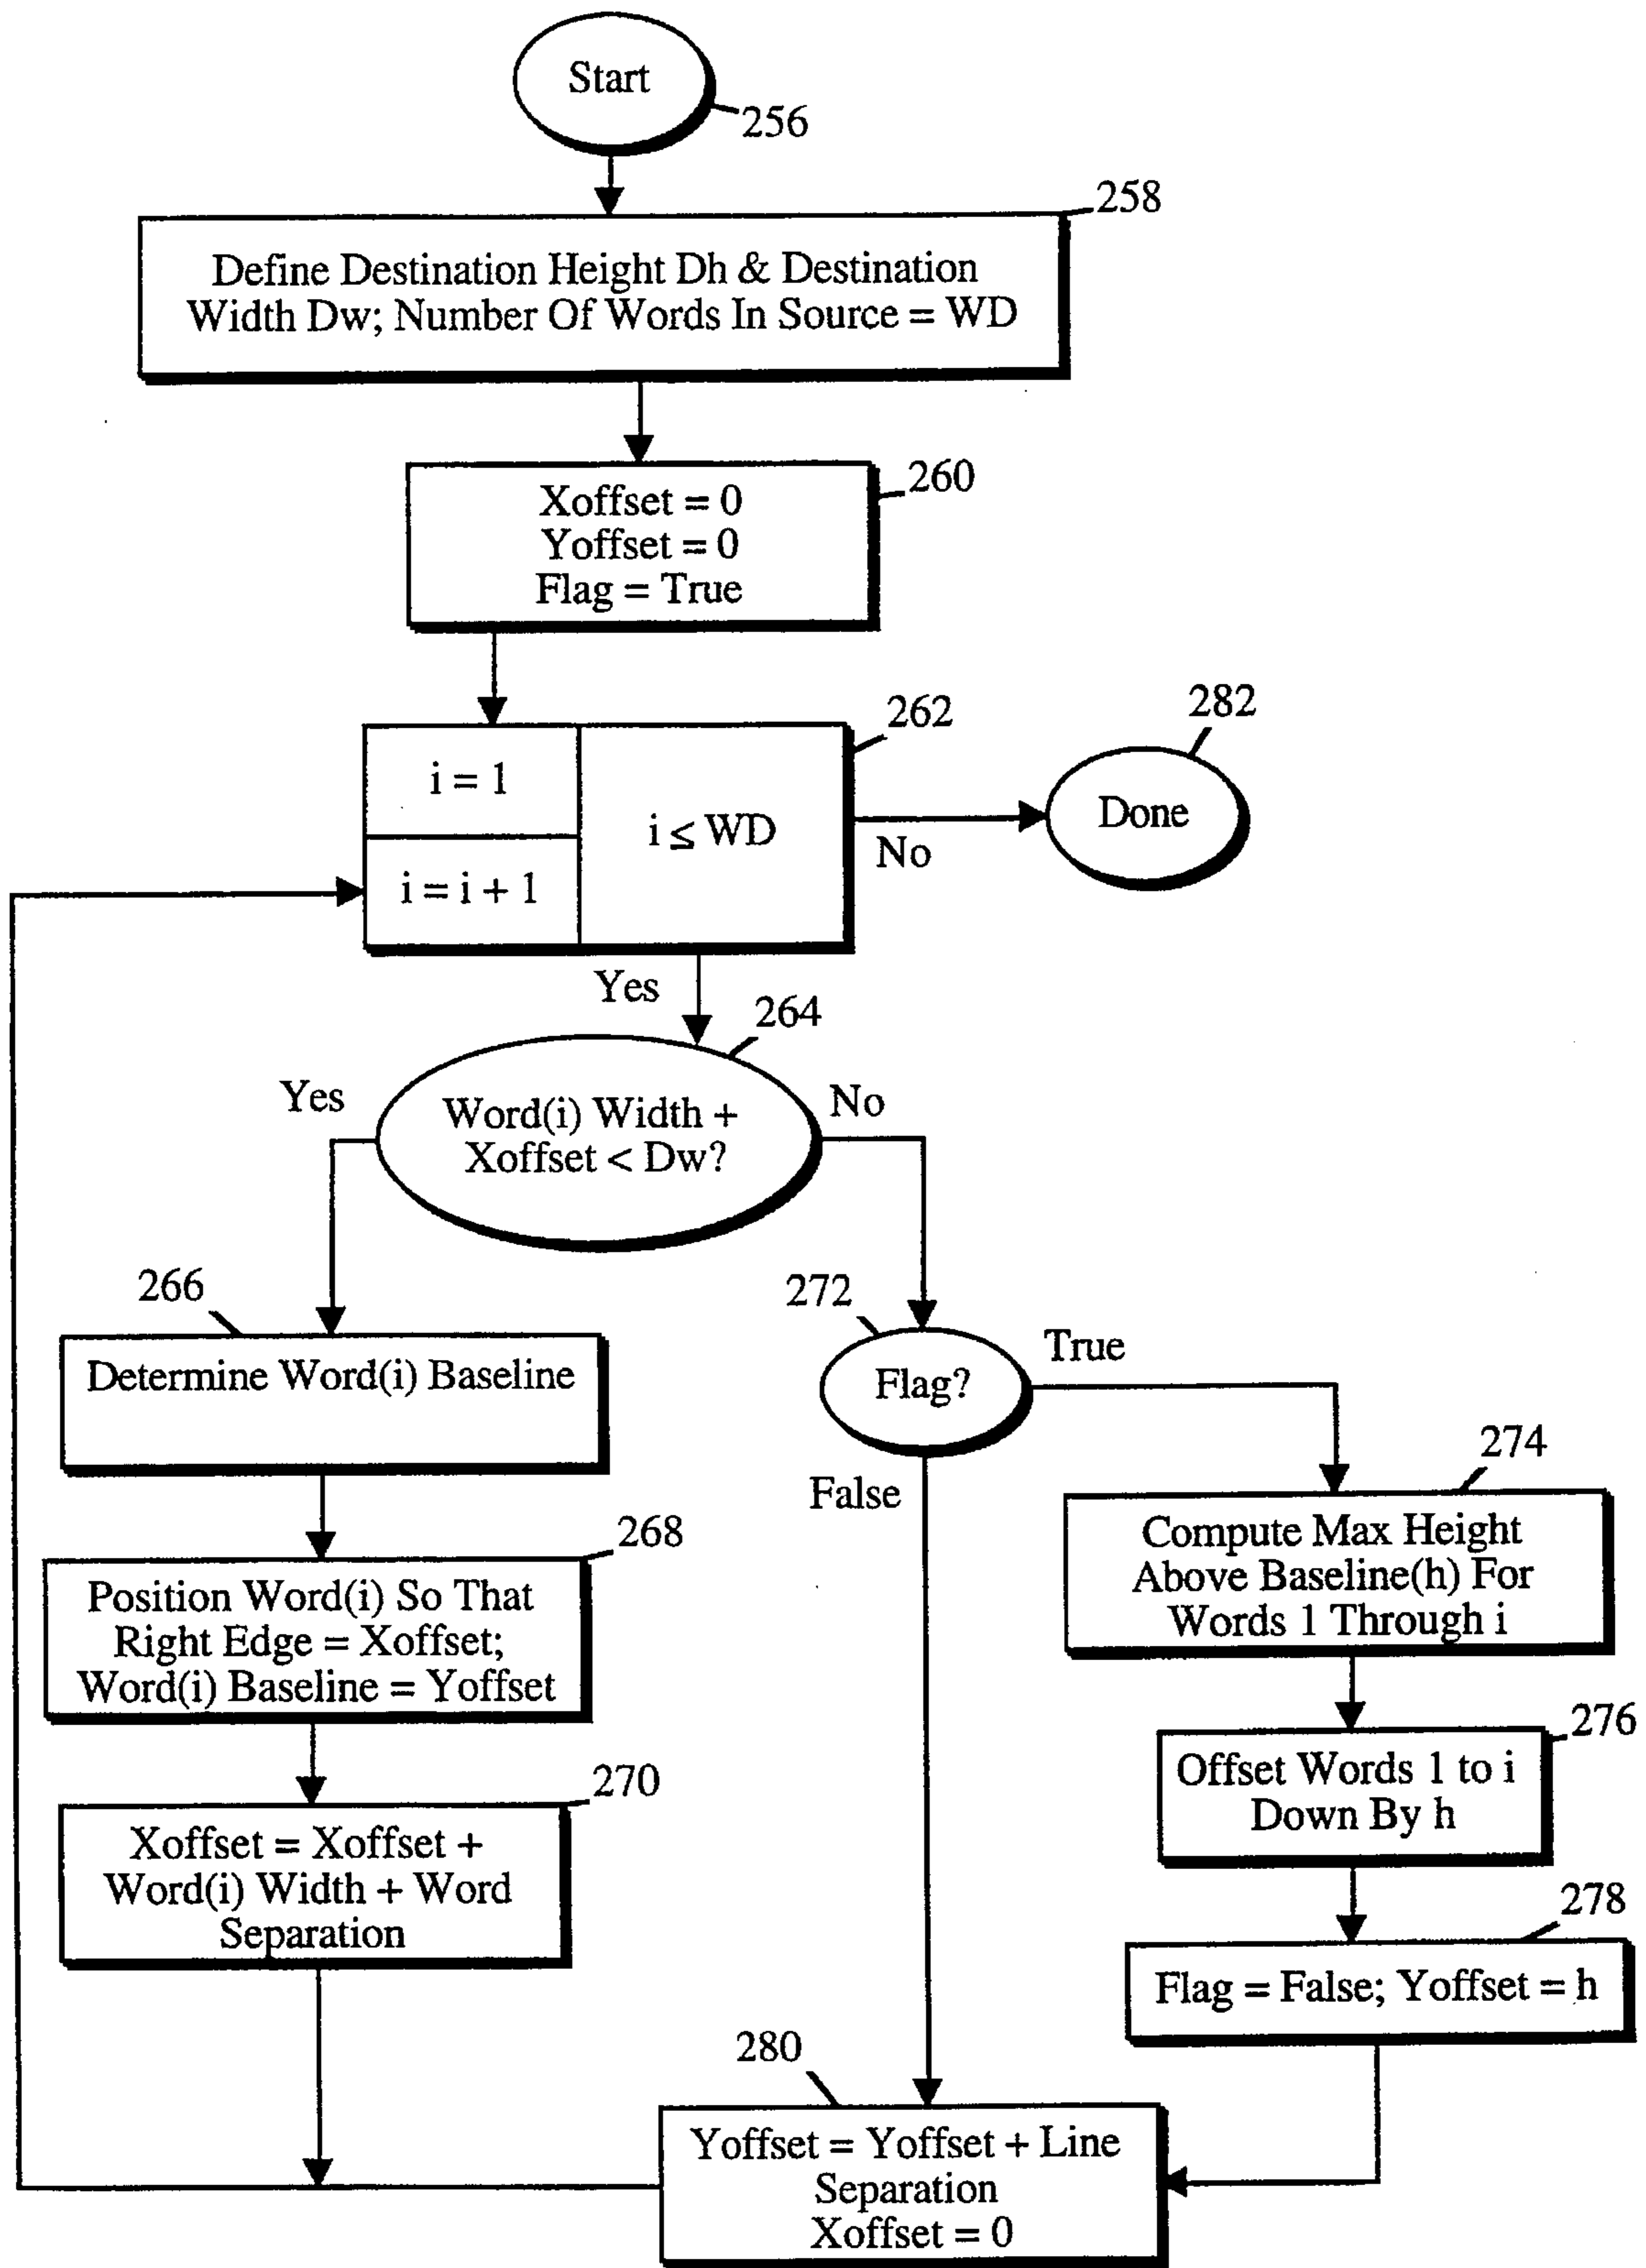 Start
256
258
Define Destination Height Dh & Destination
Width Dw; Number Of Words In Source = WD
260
Xoffset = 0
Yoffset = 0
Flag = True
262
i = 1
i = i + 1
i ≤ WD
No
282
Done
Yes
264
Word(i) Width +
Xoffset < Dw?
Yes
No
266
Determine Word(i) Baseline
272
Flag?
True
False
268
Position Word(i) So That
Right Edge = Xoffset;
Word(i) Baseline = Yoffset
274
Compute Max Height
Above Baseline(h) For
Words 1 Through i
276
Offset Words 1 to i
Down By h
270
Xoffset = Xoffset +
Word(i) Width + Word
Separation
278
Flag = False; Yoffset = h
280
Yoffset = Yoffset + Line
Separation
Xoffset = 0